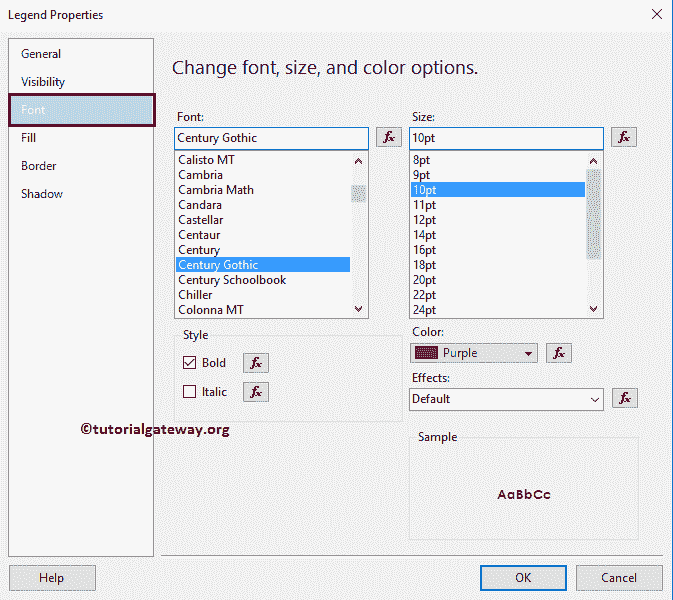 Legend Properties
General
Visibility
Font
Fill
Border
Shadow
Change font, size, and color options.
Font:
Century Gothic
fx
Calisto MT
Cambria
Cambria Math
Candara
Castellar
Centaur
Century
Century Gothic
Century Schoolbook
Chiller
Colonna MT
Size:
10pt
fx
8pt
9pt
10pt
11pt
12pt
14pt
16pt
18pt
20pt
22pt
24pt
Style
Bold
fx
Italic
fx
Color:
Purple
fx
Effects:
Default
fx
©tutorialgateway.org
Sample
AaBbCc
Help
OK
Cancel